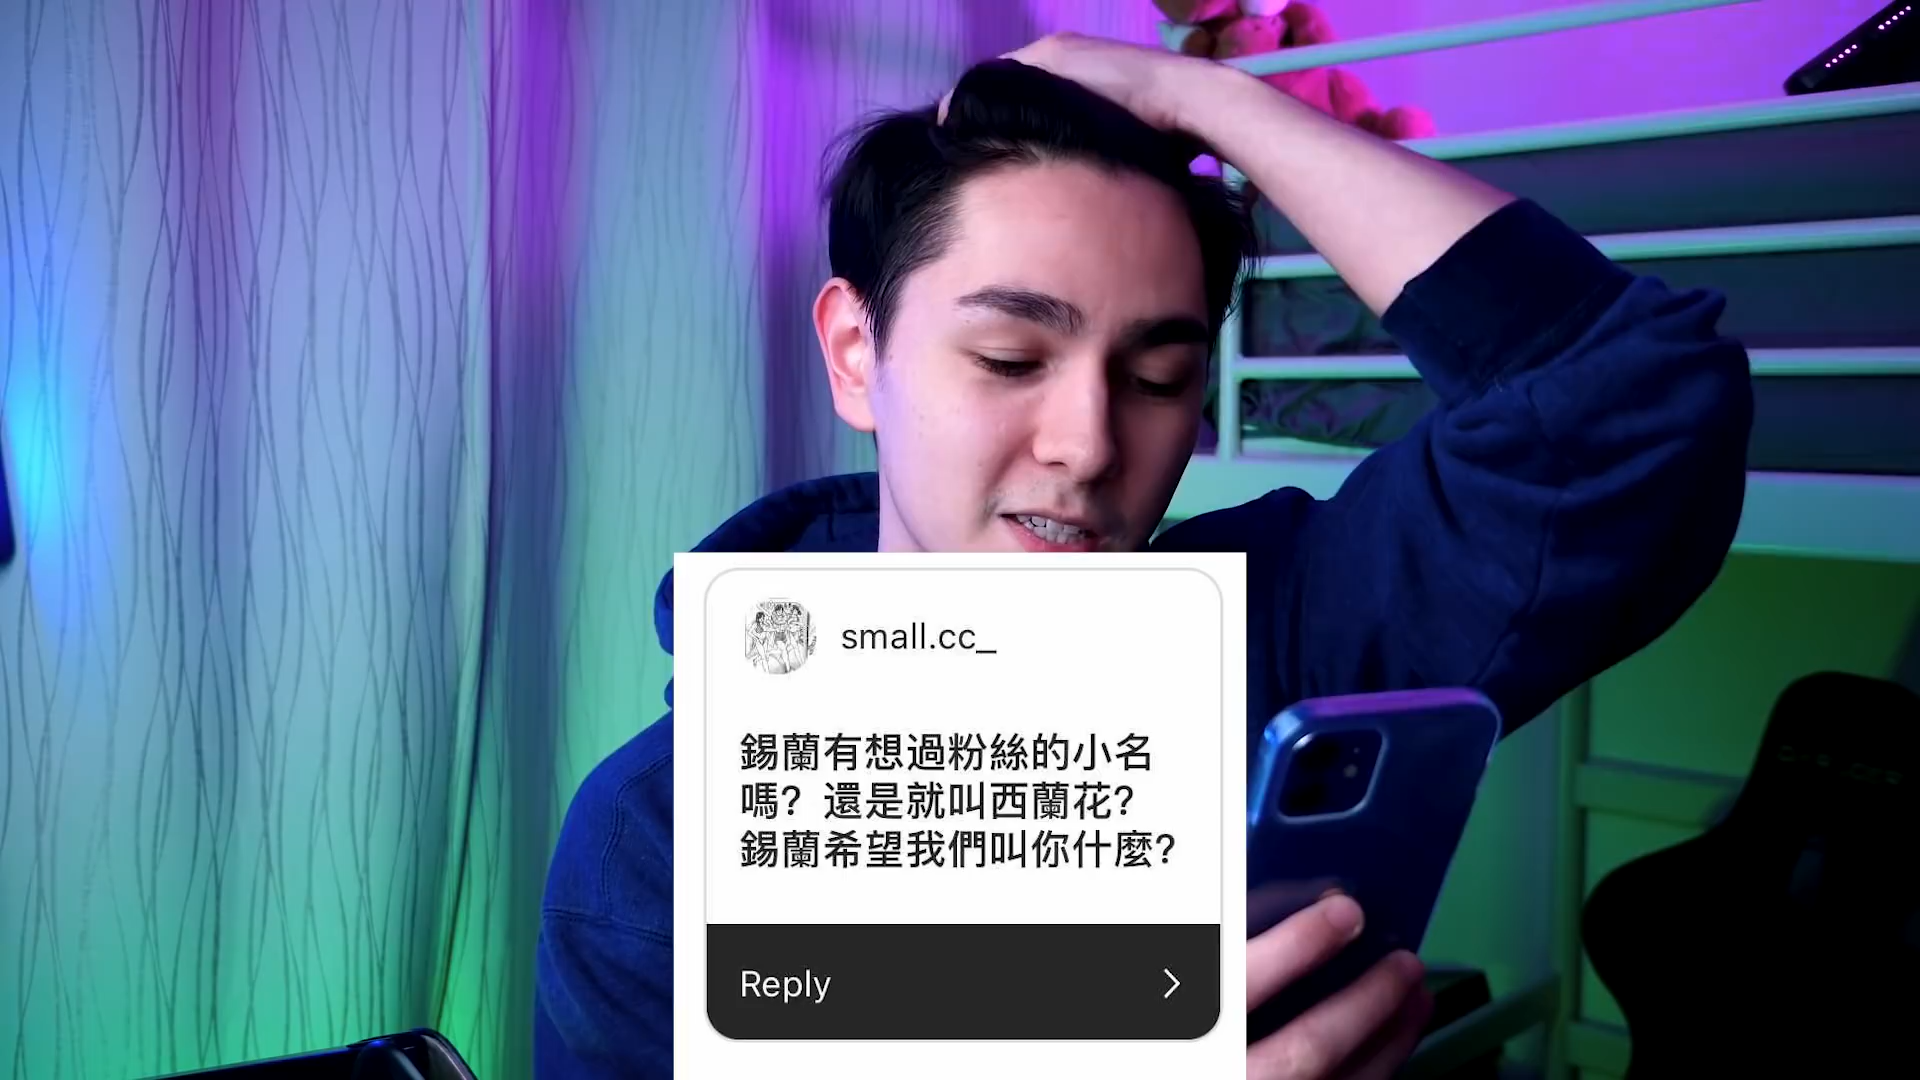 small.cc_
錫蘭有想過粉絲的小名
嗎？還是就叫西蘭花？
錫蘭希望我們叫你什麼？
Reply